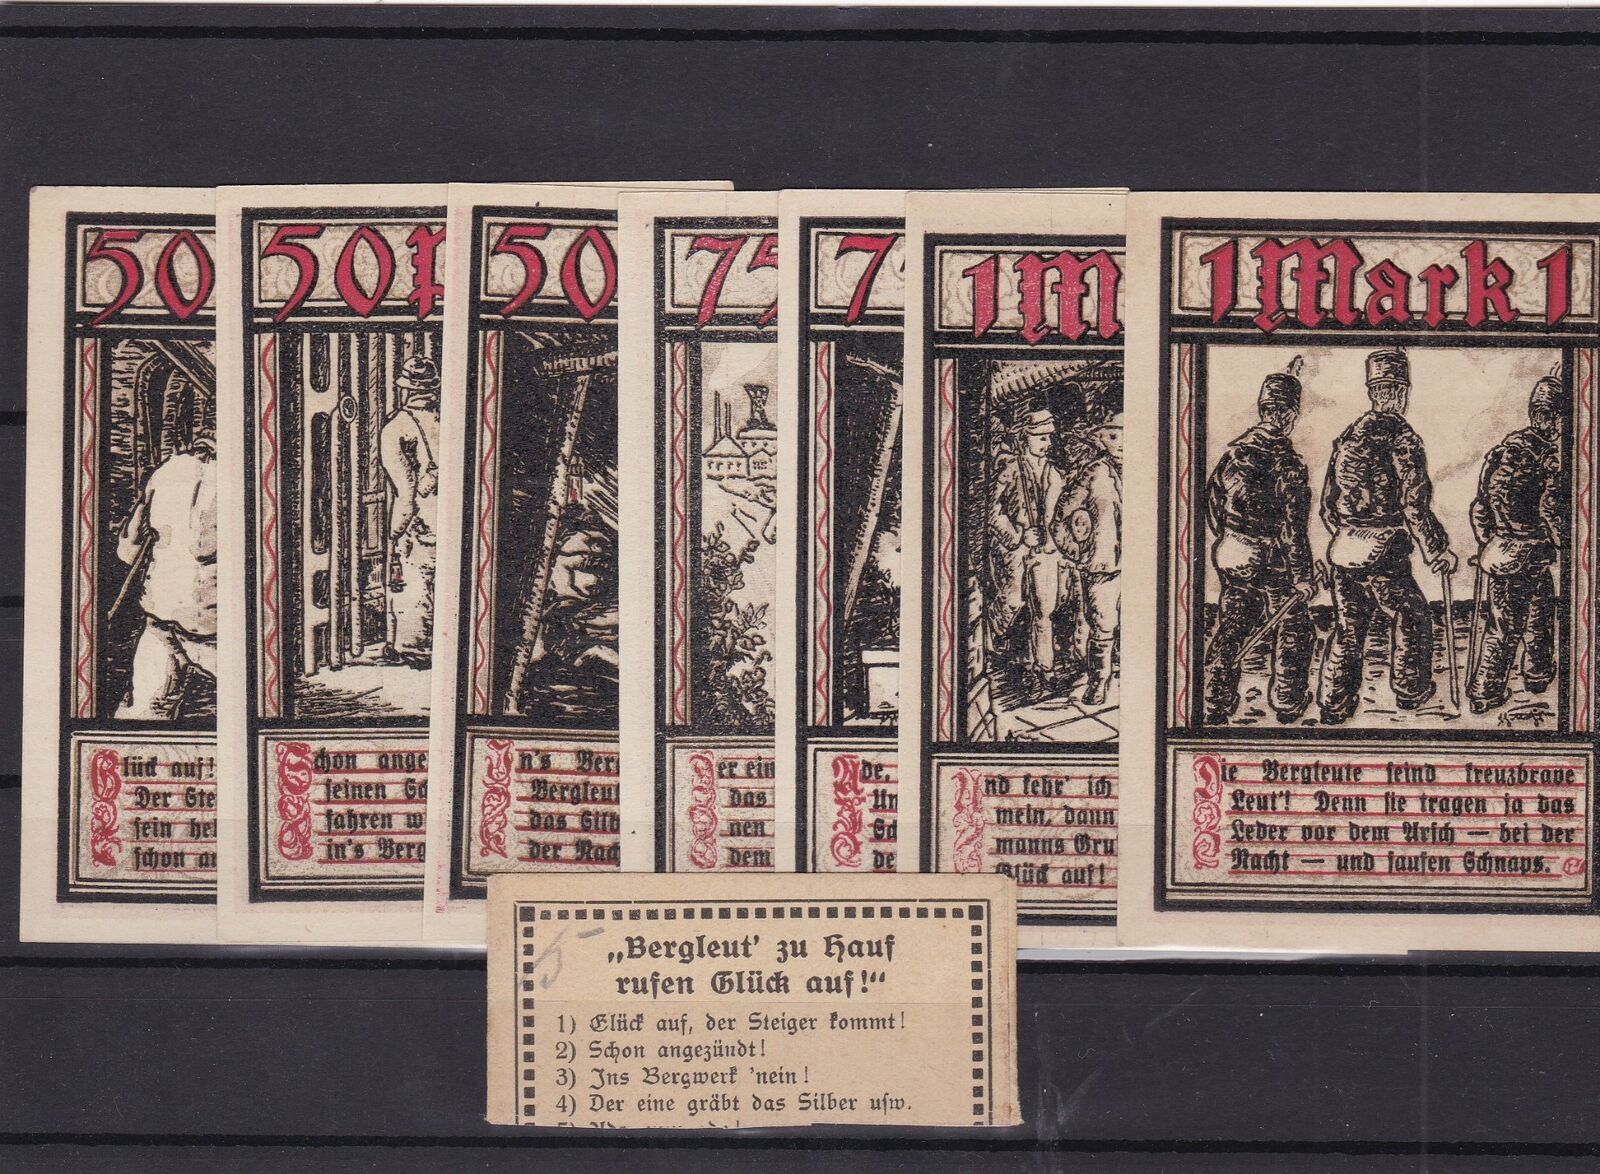 50
Glück auf!
Der Ste
sein he
schon a
50 P
Schon ange
seinen Sc
fahren w
in's Berg
50
In's Ber
Bergleut
das Silb
der Nach
75
Der ein
das
nen
dem
7
Ade,
Un
Sc
de
1 M
Und kehr' ich
mein, dann
manns Gru
Glück auf!
1 Mark 1
Die Bergleute seind kreuzbrave
Leut'! Denn sie tragen ja das
Leder vor dem Arsch — bei der
Nacht — und saufen Schnaps.
„Bergleut' zu Hauf
rufen Glück auf!"
1) Glück auf, der Steiger kommt!
2) Schon angezündt!
3) Ins Bergwerk 'nein!
4) Der eine gräbt das Silber usw.